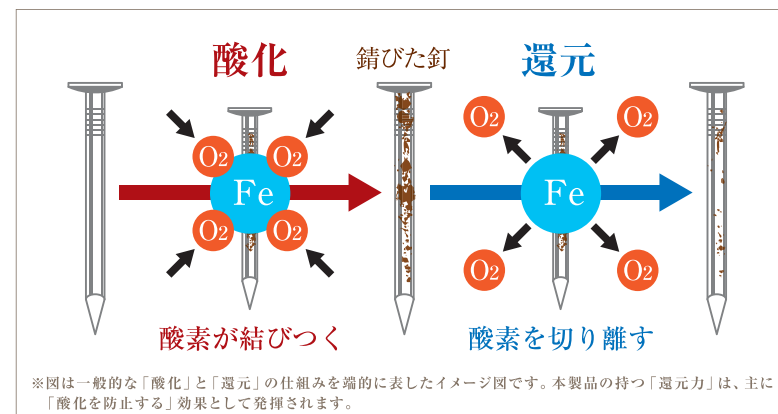 酸化
錆びた釘
還元
O2 O2 O2 O2
O2 Fe O2 Fe
O2 O2 O2 O2
酸素が結びつく
酸素を切り離す
※図は一般的な「酸化」と「還元」の仕組みを端的に表したイメージ図です。本製品の持つ「還元力」は、主に
「酸化を防止する」効果として発揮されます。